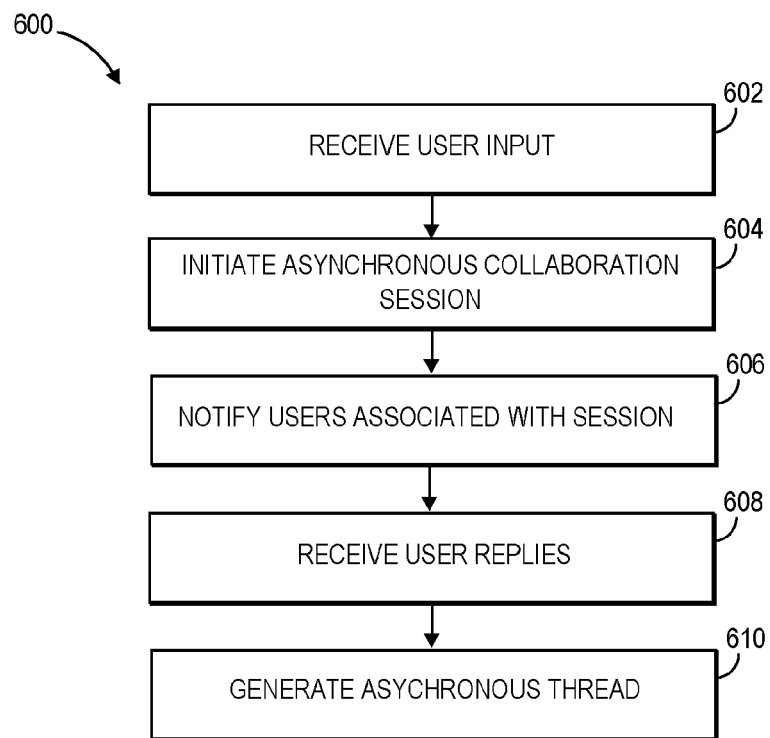 600
602
RECEIVE USER INPUT
604
INITIATE ASYNCHRONOUS COLLABORATION
SESSION
606
NOTIFY USERS ASSOCIATED WITH SESSION
608
RECEIVE USER REPLIES
610
GENERATE ASYCHRONOUS THREAD